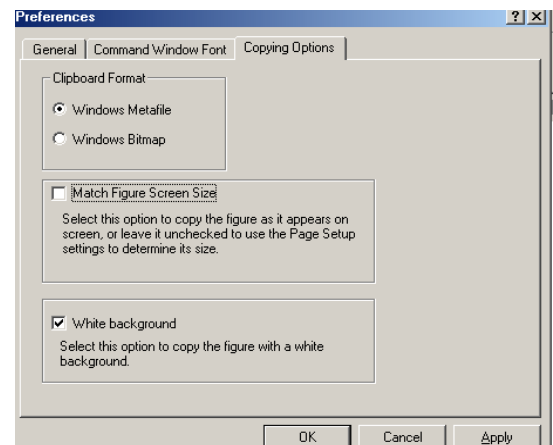 Preferences
General Command Window Font Copying Options
Clipboard Format
Windows Metafile
Windows Bitmap
Match Figure Screen Size
Select this option to copy the figure as it appears on
screen, or leave it unchecked to use the Page Setup
settings to determine its size.
White background
Select this option to copy the figure with a white
background.
OK Cancel Apply